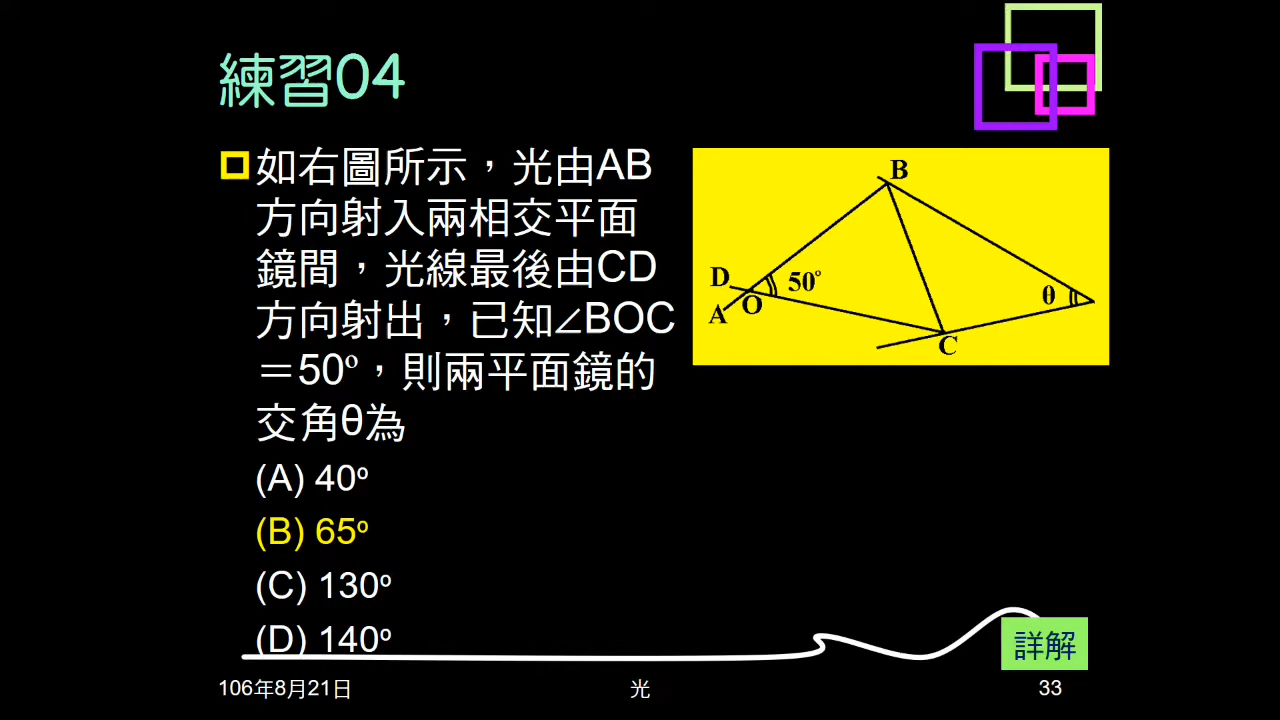 練習04
如右圖所示，光由AB
方向射入兩相交平面
鏡間，光線最後由CD
方向射出，已知∠BOC
＝50º，則兩平面鏡的
交角θ為
(A) 40º
(B) 65º
(C) 130º
(D) 140º
B
D
50º
θ
A
O
C
詳解
106年8月21日
光
33